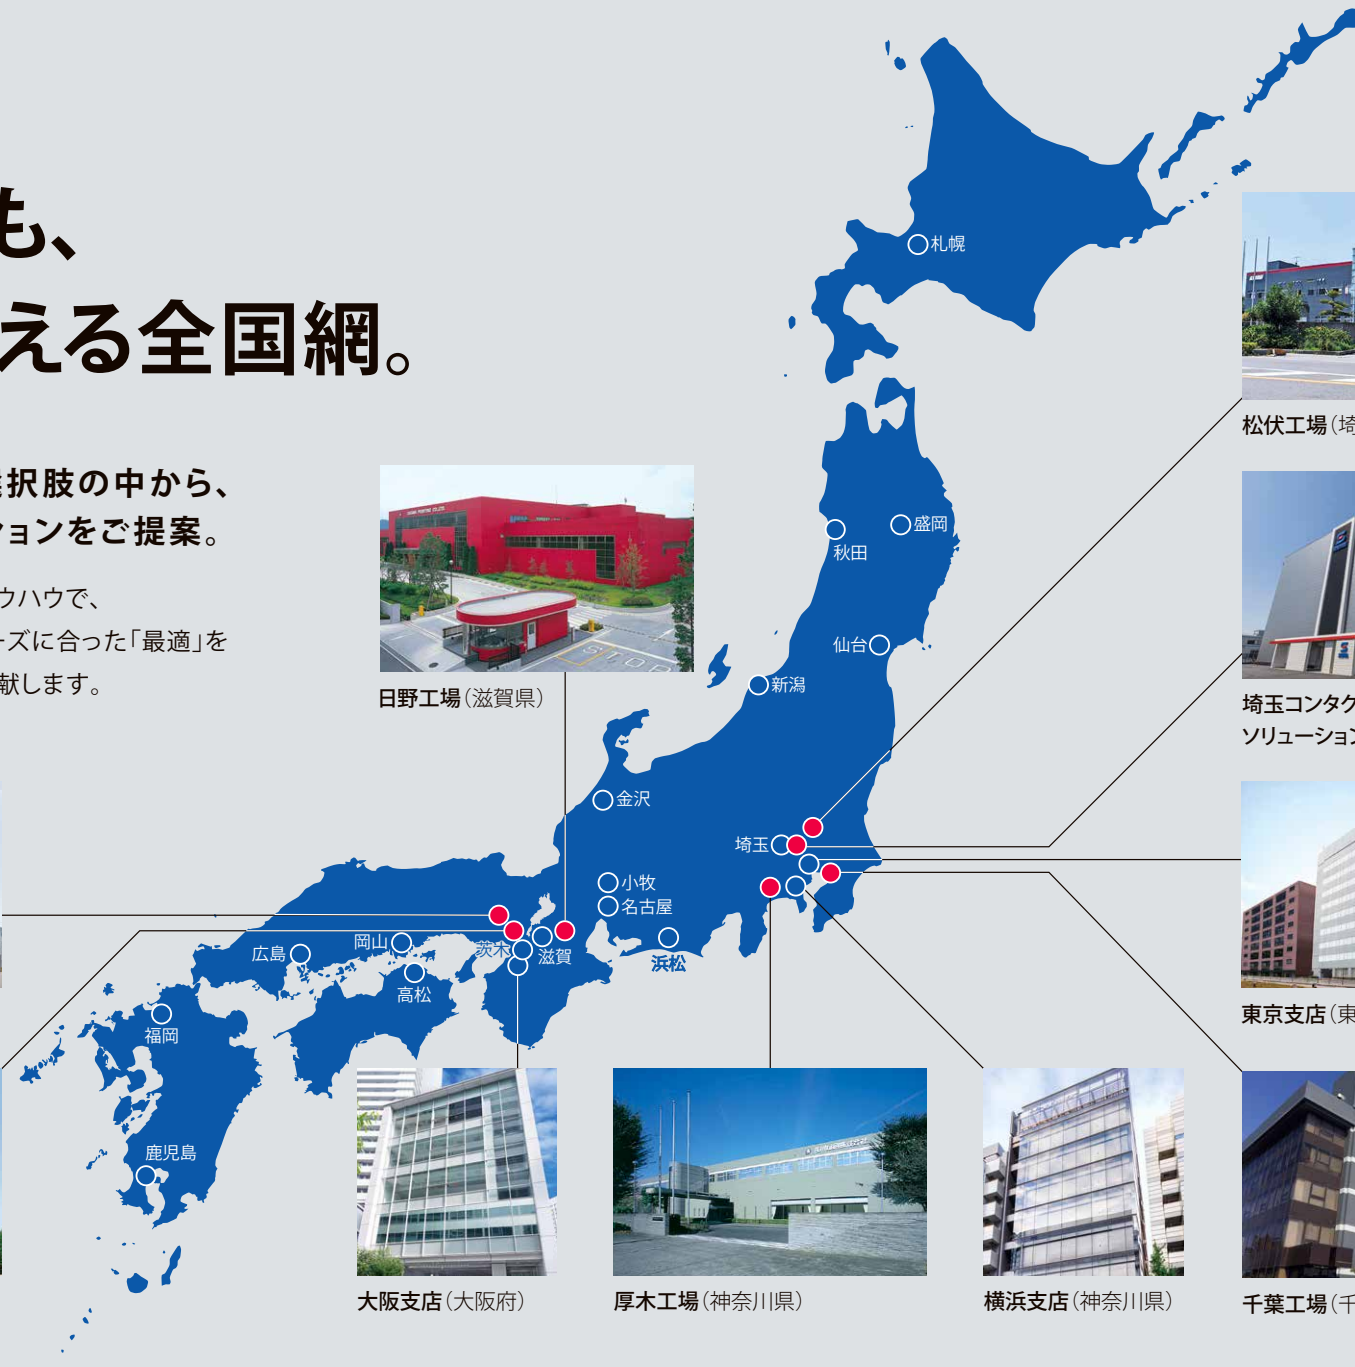 も、
える全国網。
択肢の中から、
ションをご提案。
ウハウで、
ーズに合った「最適」を
献します。
札幌
秋田
盛岡
仙台
新潟
金沢
埼玉
小牧
名古屋
浜松
滋賀
茨木
岡山
広島
高松
福岡
鹿児島
松伏工場（埼
埼玉コンタク
ソリューション
東京支店（東
千葉工場（千
日野工場（滋賀県）
STOP
大阪支店（大阪府）
厚木工場（神奈川県）
横浜支店（神奈川県）